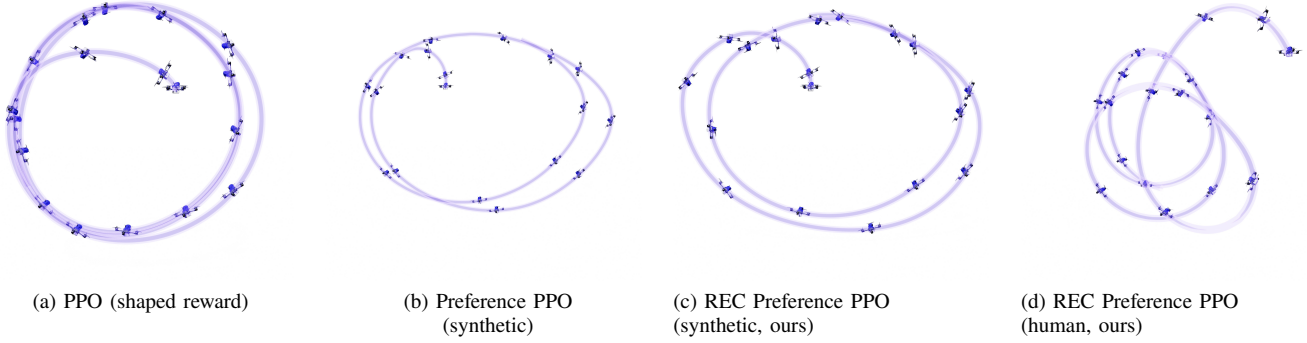 (a) PPO (shaped reward)
(b) Preference PPO
(synthetic)
(c) REC Preference PPO
(synthetic, ours)
(d) REC Preference PPO
(human, ours)